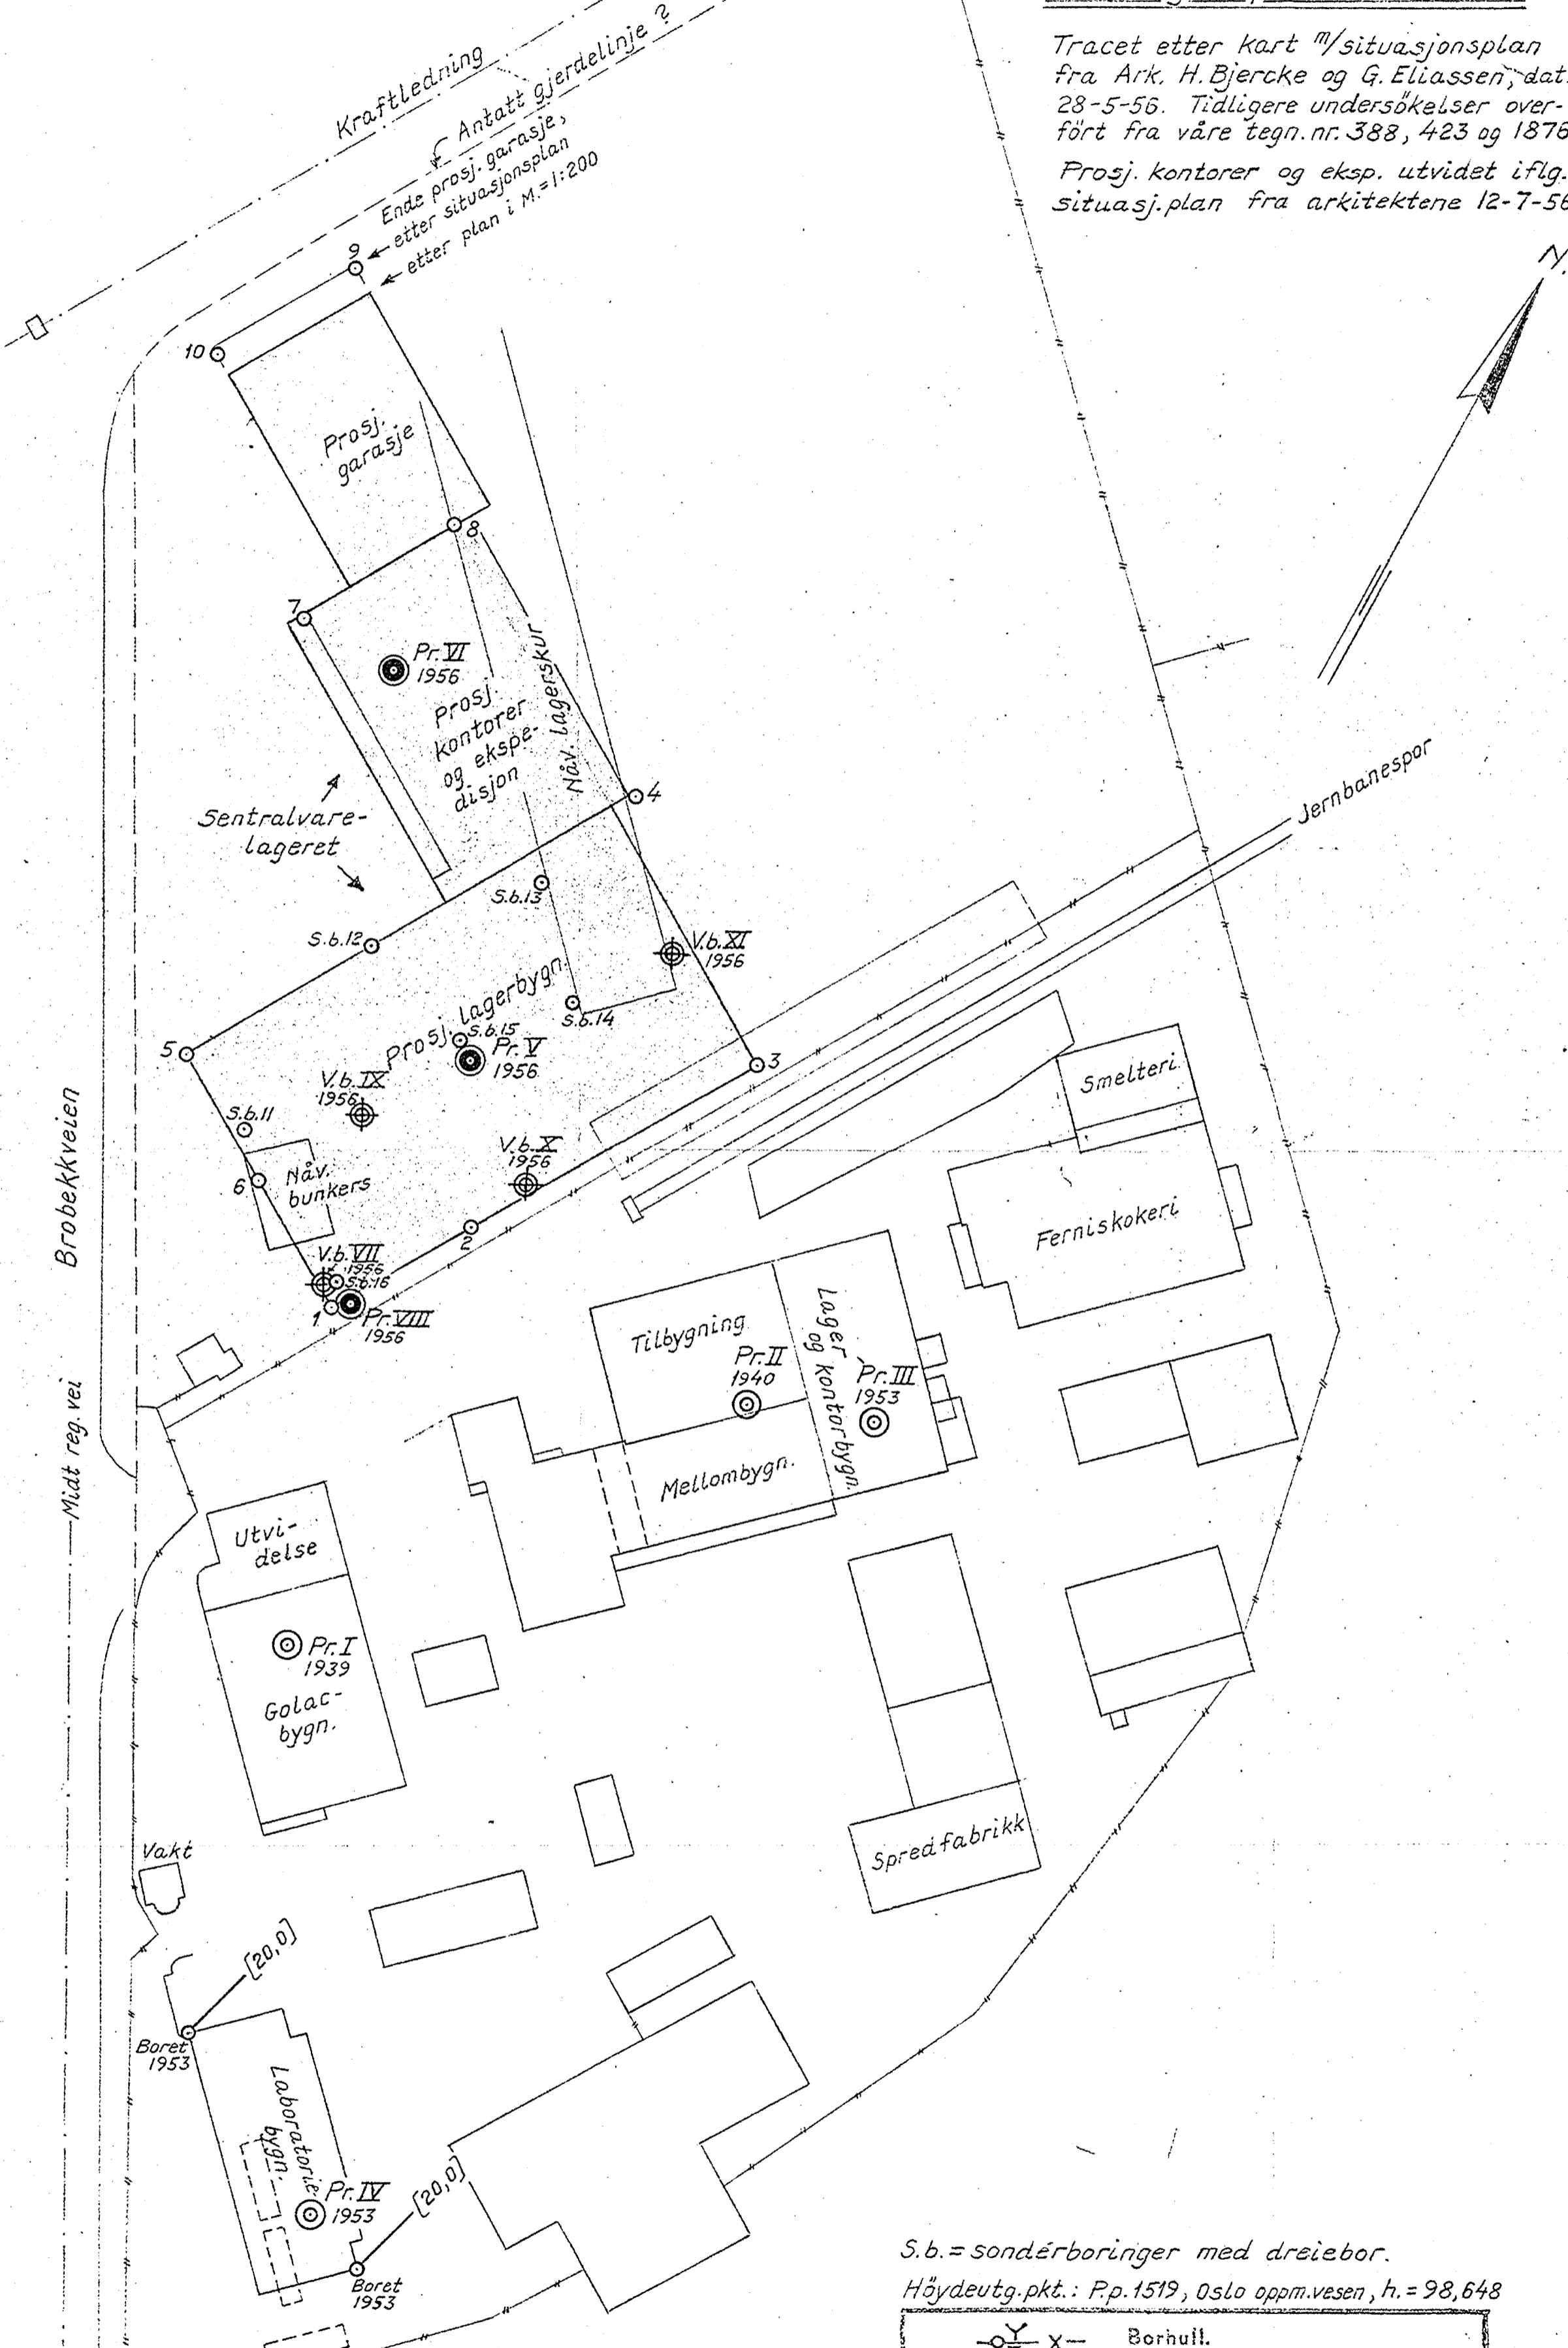 Tracet etter kart m/situasjonsplan
fra Ark. H. Bjercke og G. Eliassen, dat.
28-5-56. Tidligere undersökelser over-
fört fra våre tegn.nr. 388, 423 og 1876
Prosj. kontorer og eksp. utvidet iflg.
situasj.plan fra arkitektene 12-7-56
N.
Kraftledning
Antatt gjerdelinje ?
Ende prosj. garasje,
etter situasjonsplan
etter plan i M.=1:200
9
10
Prosj.
garasje
8
7
Pr. VI
1956
Prosj.
kontorer
og ekspe-
disjon
Nåv. lagerskur
4
Sentralvare-
lageret
Jernbanespor
S.b.13
S.b.12
V.b. XI
1956
Prosj. lagerbygn.
S.b.14
S.b.15
Pr. V
1956
5
3
V.b. IX
1956
S.b.11
V.b. X
1956
6
Nåv.
bunkers
2
V.b. VII
1956
S.b.16
1
Pr. VIII
1956
Smelteri
Ferniskokeri
Brobekkveien
Midt reg. vei
Tilbygning
Lager
og kontorbygn.
Pr. II
1940
Pr. III
1953
Mellombygn.
Utvi-
delse
Pr. I
1939
Golac-
bygn.
Vakt
Spredfabrikk
[20,0]
Boret
1953
Laboratorie-
bygn.
Pr. IV
1953
[20,0]
Boret
1953
S.b. = sondérboringer med dreiebor.
Höydeutg.pkt.: P.p. 1519, Oslo oppm.vesen, h. = 98,648
Y
X
Borhull.